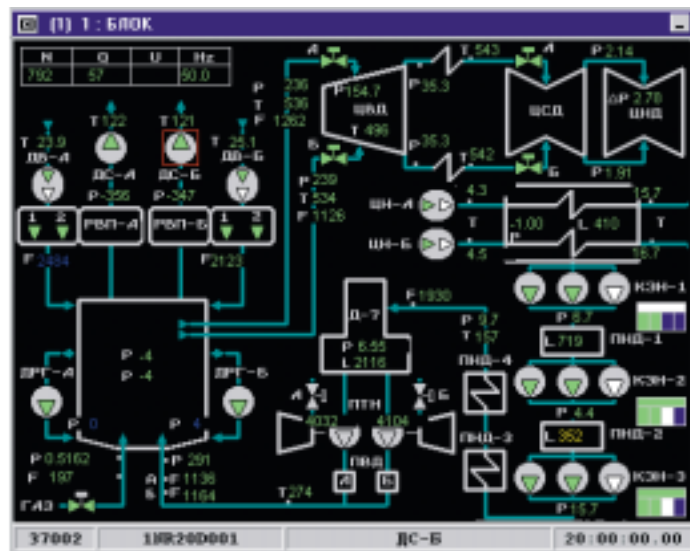 (1) 1 : БЛОК
N Q U Hz
792 57 50.0
T 122 T 121
T 23.9 T 25.1
ДВ-А ДС-А ДС-Б ДВ-Б
P -356 P -347
1 2 РВП-А РВП-Б 1 2
F 2484 F 2123
P 236
T 536
F 1262
А
P 154.7
ЦВД
T 496
Б
P 35.3
P 35.3
T 543
T 542
А
ЦСД
Б
P 2.14
ΔP 2.78
ЦНД
P 1.91
P 239
T 534
F 1126
ЦН-А 4.3 15.7
-1.00 L 410 T
P
ЦН-Б 4.5 16.7
F 1930
Д-7
P 6.55
L 2116
P 9.7
T 157
ПНД-4
ПНД-3
КЭН-1
P 6.7
L 719 ПНД-1
КЭН-2
P 4.4
L 352 ПНД-2
КЭН-3
P 15.7
P -4
P -4
ДРГ-А ДРГ-Б
P 0 P 4
А Б
ПТН
4032 4104
ПВД
А Б
T 274
P 0.5162
F 197
ГАЗ
P 291
А F 1136
Б F 1164
37002 1NR20D001 ДС-Б 20:00:00.00